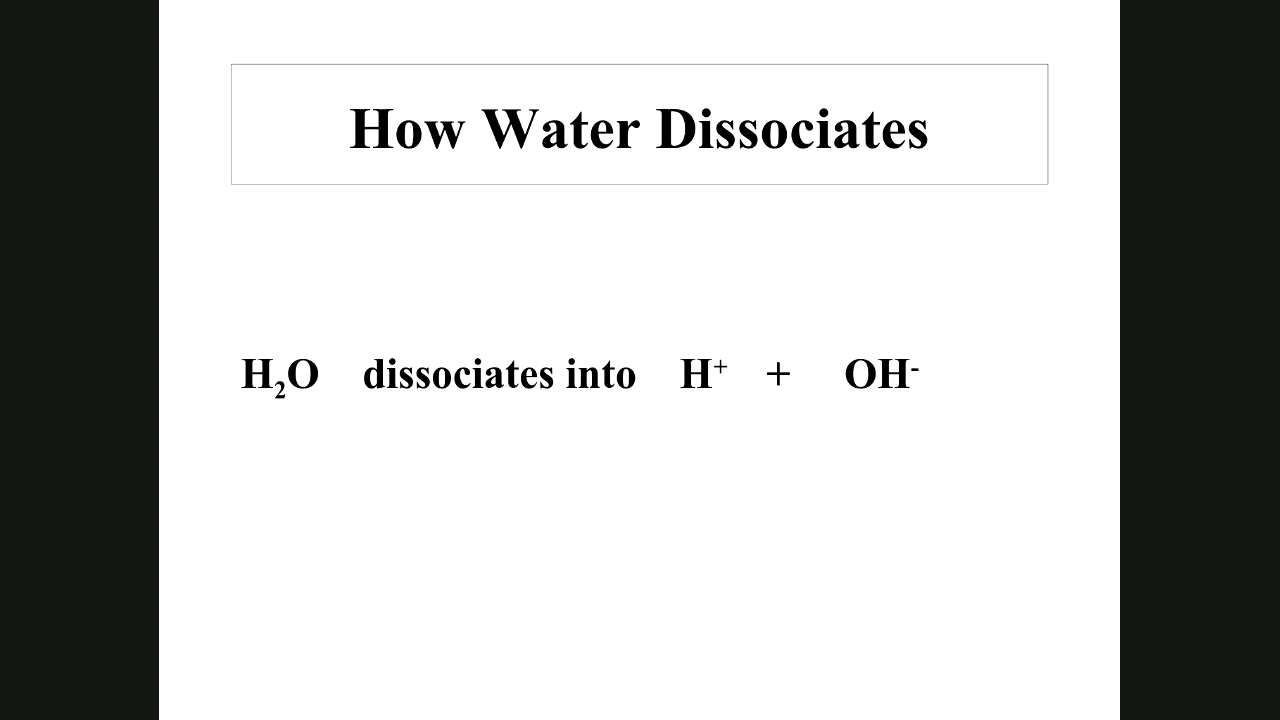 How Water Dissociates
H₂O dissociates into H⁺ + OH⁻